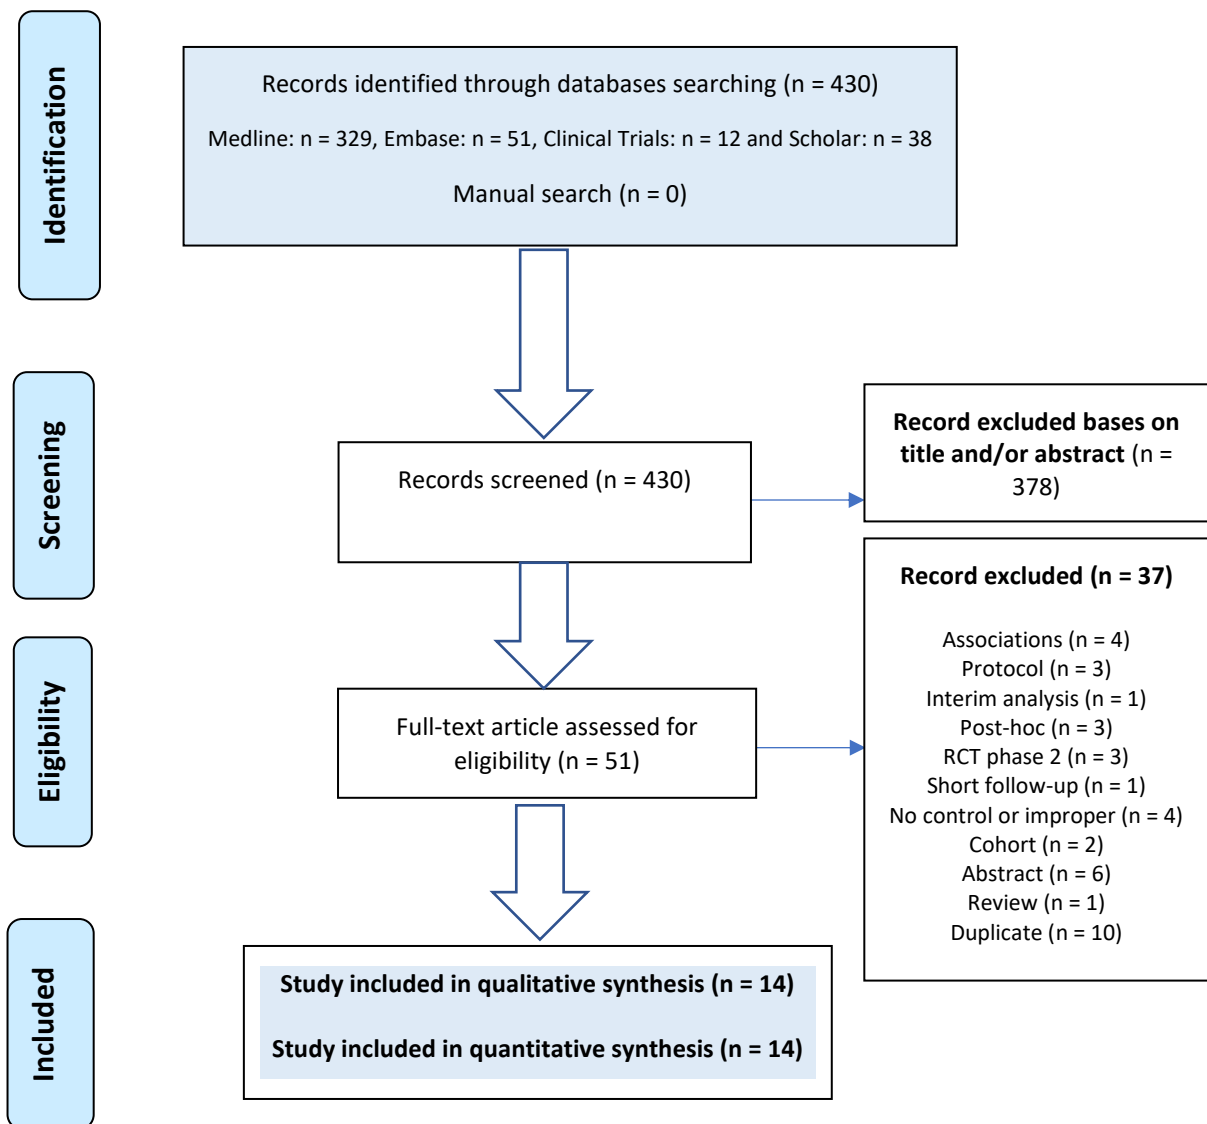 Identification
Records identified through databases searching (n = 430)
Medline: n = 329, Embase: n = 51, Clinical Trials: n = 12 and Scholar: n = 38
Manual search (n = 0)
Screening
Records screened (n = 430)
Record excluded bases on
title and/or abstract (n =
378)
Eligibility
Full-text article assessed for
eligibility (n = 51)
Record excluded (n = 37)
Associations (n = 4)
Protocol (n = 3)
Interim analysis (n = 1)
Post-hoc (n = 3)
RCT phase 2 (n = 3)
Short follow-up (n = 1)
No control or improper (n = 4)
Cohort (n = 2)
Abstract (n = 6)
Review (n = 1)
Duplicate (n = 10)
Included
Study included in qualitative synthesis (n = 14)
Study included in quantitative synthesis (n = 14)